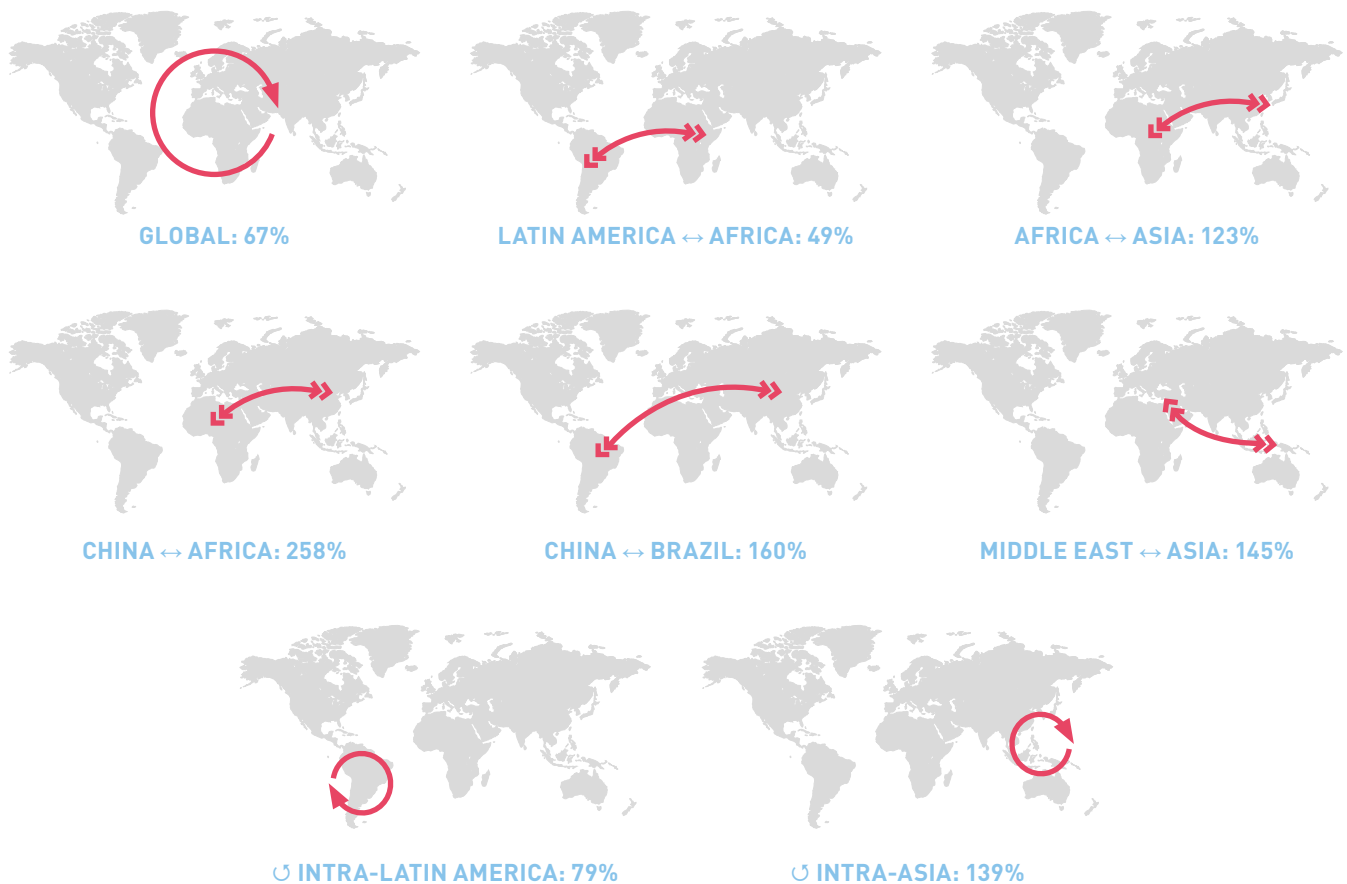 GLOBAL: 67%
LATIN AMERICA ↔ AFRICA: 49%
AFRICA ↔ ASIA: 123%
CHINA ↔ AFRICA: 258%
CHINA ↔ BRAZIL: 160%
MIDDLE EAST ↔ ASIA: 145%
↺ INTRA-LATIN AMERICA: 79%
↺ INTRA-ASIA: 139%